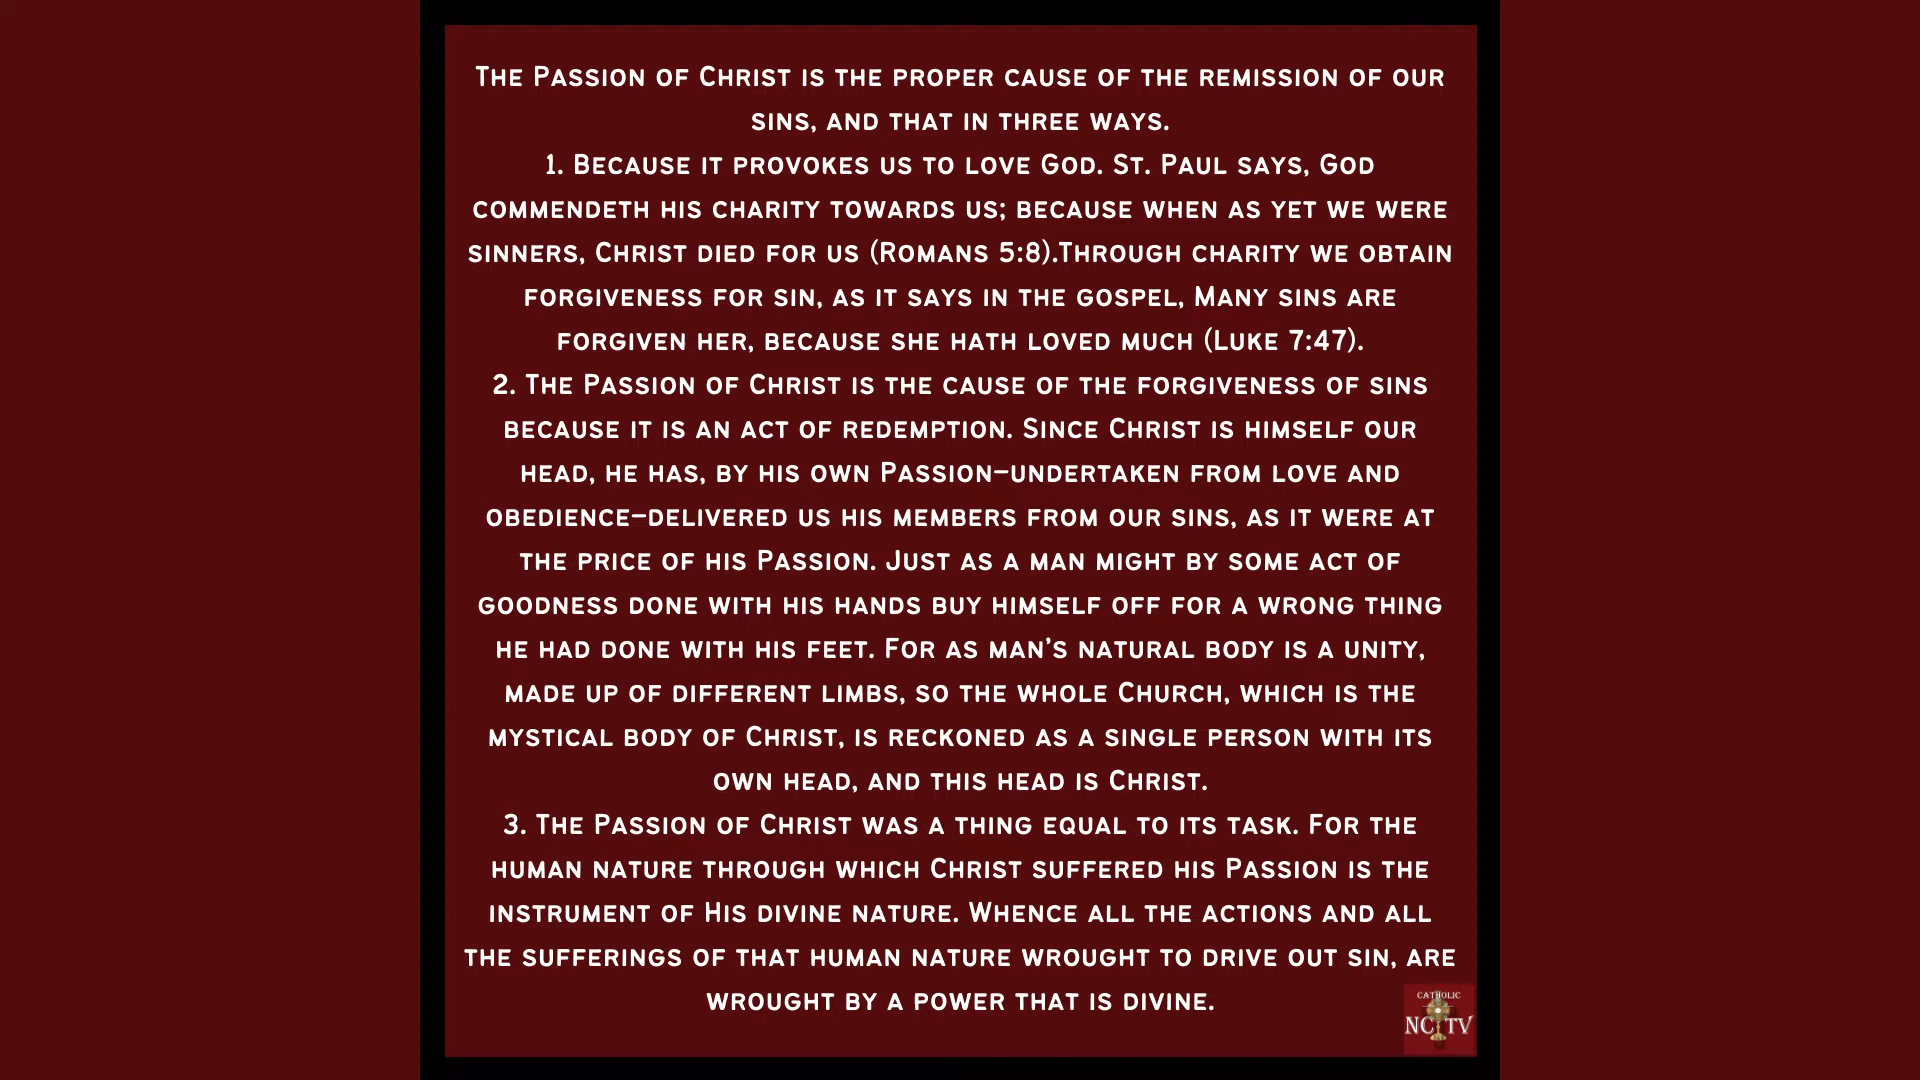 The Passion of Christ is the proper cause of the remission of our
sins, and that in three ways.
1. Because it provokes us to love God. St. Paul says, God
commendeth his charity towards us; because when as yet we were
sinners, Christ died for us (Romans 5:8).Through charity we obtain
forgiveness for sin, as it says in the gospel, Many sins are
forgiven her, because she hath loved much (Luke 7:47).
2. The Passion of Christ is the cause of the forgiveness of sins
because it is an act of redemption. Since Christ is himself our
head, he has, by his own Passion—undertaken from love and
obedience—delivered us his members from our sins, as it were at
the price of his Passion. Just as a man might by some act of
goodness done with his hands buy himself off for a wrong thing
he had done with his feet. For as man’s natural body is a unity,
made up of different limbs, so the whole Church, which is the
mystical body of Christ, is reckoned as a single person with its
own head, and this head is Christ.
3. The Passion of Christ was a thing equal to its task. For the
human nature through which Christ suffered his Passion is the
instrument of His divine nature. Whence all the actions and all
the sufferings of that human nature wrought to drive out sin, are
wrought by a power that is divine.
CATHOLIC
NC TV